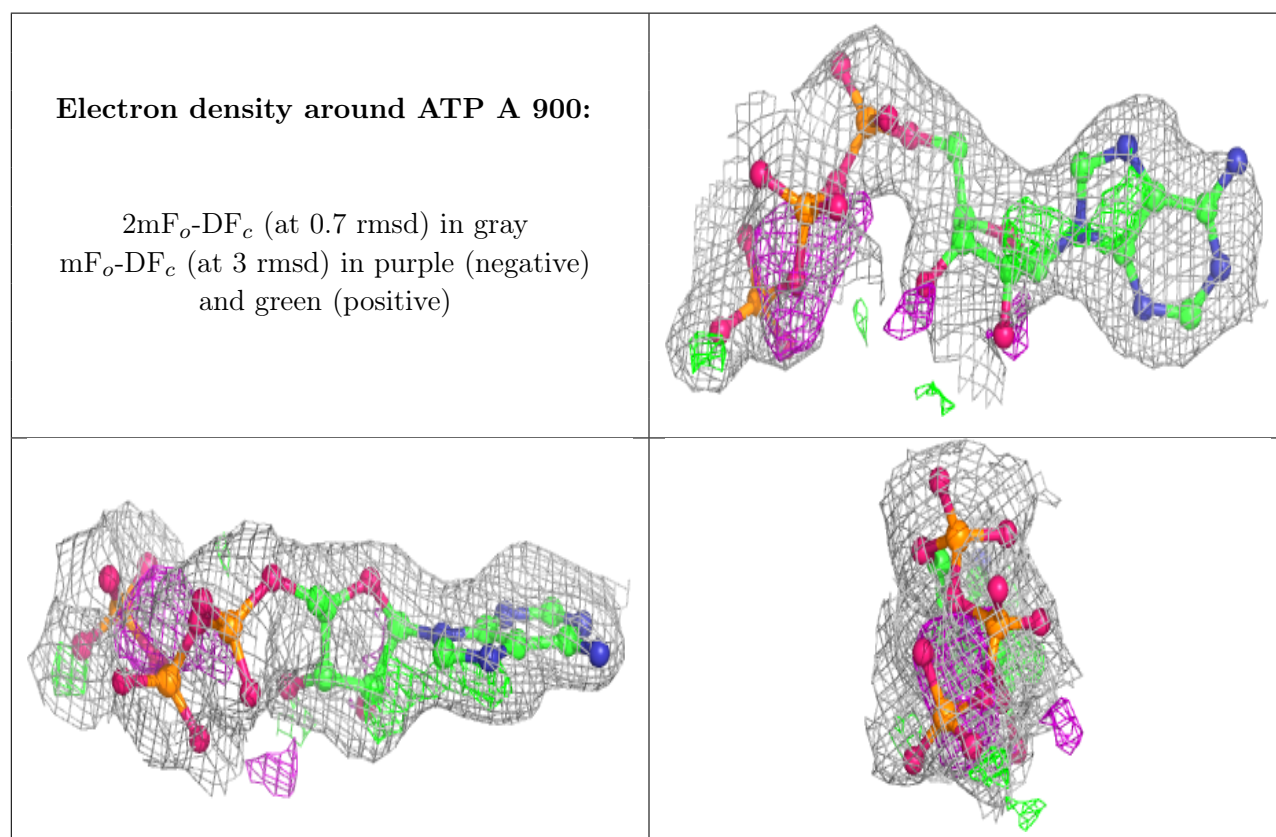 Electron density around ATP A 900:
2mFo-DFc (at 0.7 rmsd) in gray
mFo-DFc (at 3 rmsd) in purple (negative)
and green (positive)